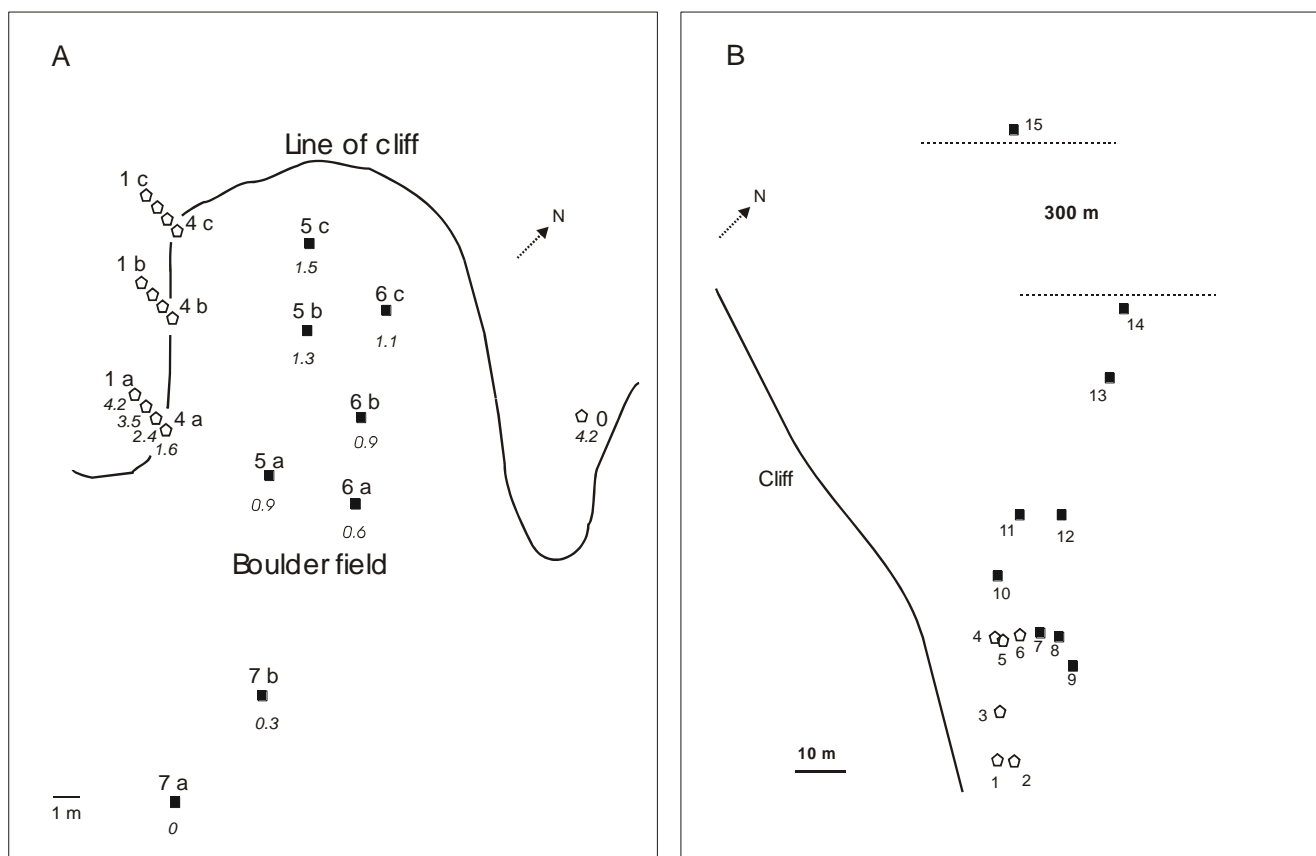 A
Line of cliff
1 c
4 c
N
5 c
1.5
1 b
4 b
5 b
1.3
6 c
1.1
1 a
4.2
3.5
2.4
1.6
4 a
6 b
0.9
0
4.2
5 a
0.9
6 a
0.6
Boulder field
7 b
0.3
7 a
0
1 m
B
15
N
300 m
14
13
Cliff
11
12
10
4
5
6
7
8
9
3
10 m
1
2